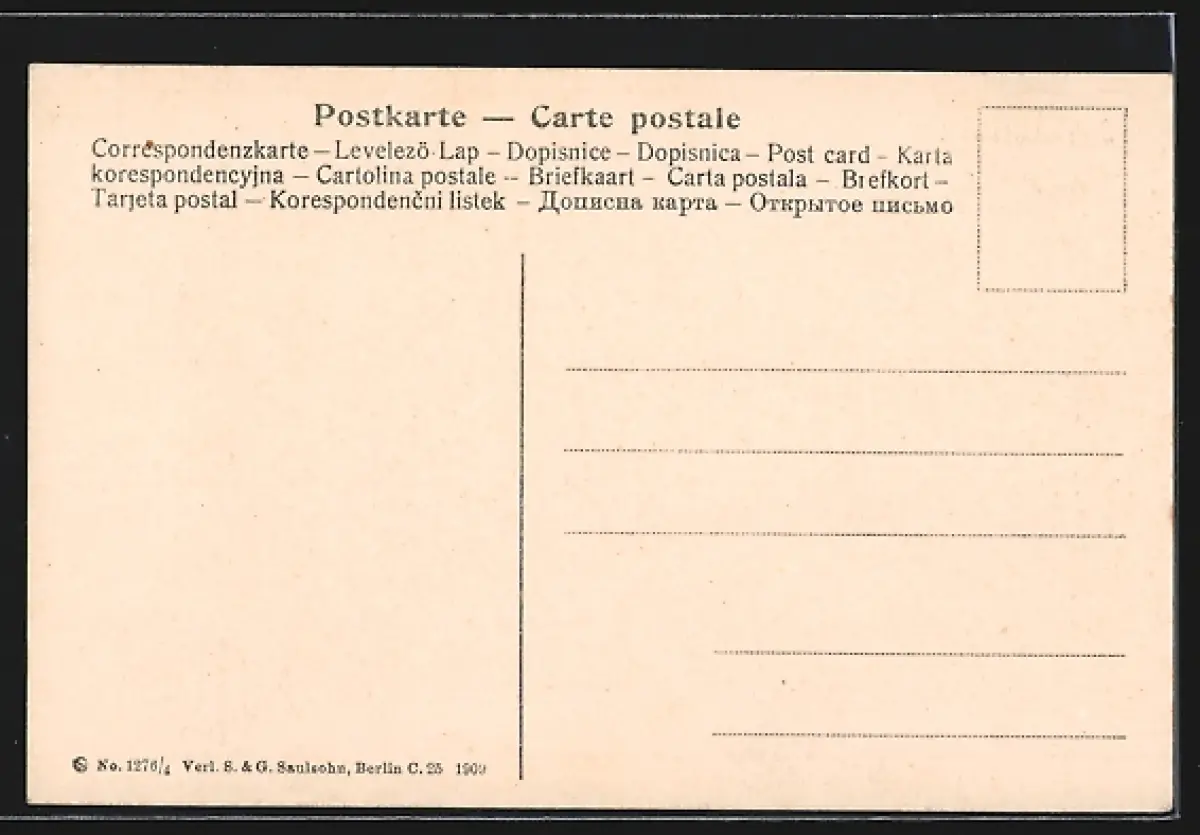 Postkarte — Carte postale
Correspondenzkarte – Levelezö-Lap – Dopisnice – Dopisnica – Post card – Karta
korespondencyjna – Cartolina postale – Briefkaart – Carta postala – Brefkort –
Tarjeta postal – Korespondenčni listek – Дописна карта – Открытое письмо
No. 1276/4 Verl. S. & G. Saulsohn, Berlin C. 25 1909